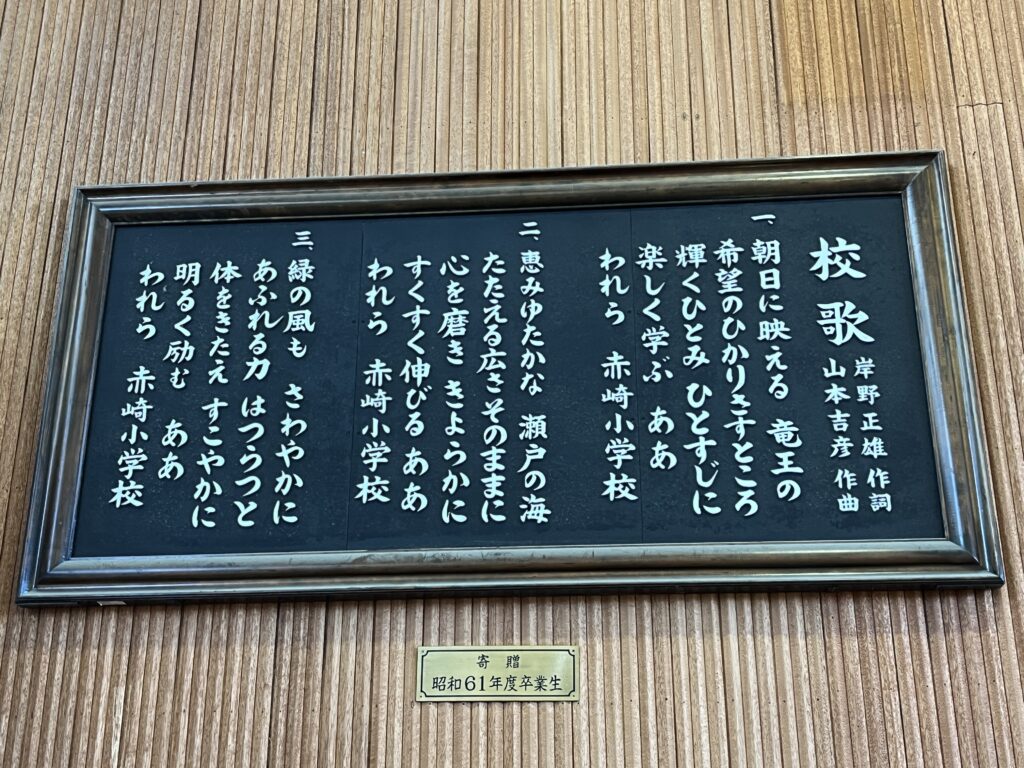 校歌
岸野正雄 作詞
山本吉彦 作曲
一、朝日に映える 竜王の
希望のひかりさすところ
輝くひとみ ひとすじに
楽しく学ぶ ああ
われら 赤崎小学校
二、恵みゆたかな 瀬戸の海
たたえる広さそのままに
心を磨き きよらかに
すくすく伸びる ああ
われら 赤崎小学校
三、緑の風も さわやかに
あふれる力 はつらつと
体をきたえ すこやかに
明るく励む ああ
われら 赤崎小学校
寄贈
昭和61年度卒業生